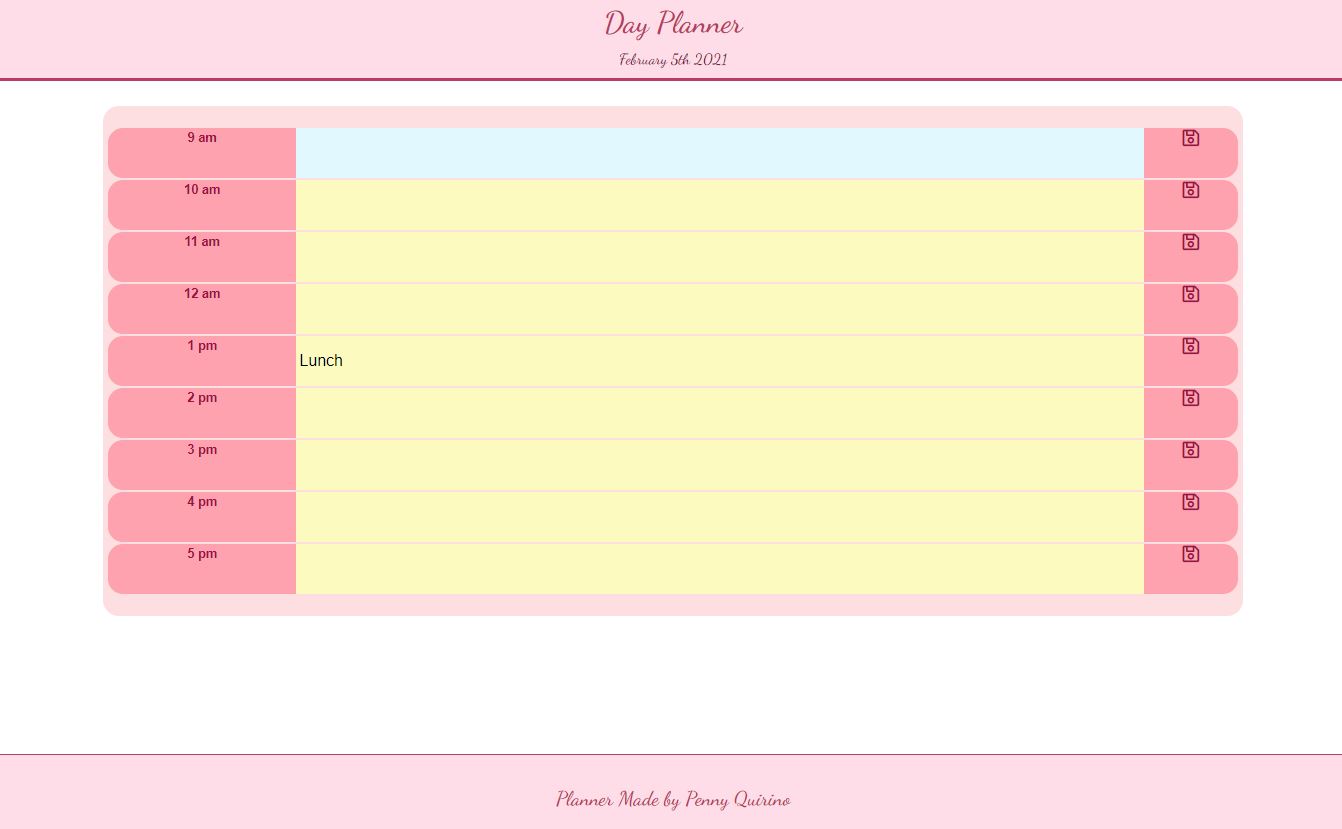 Day Planner
February 5th 2021
9 am
10 am
11 am
12 am
1 pm
Lunch
2 pm
3 pm
4 pm
5 pm
Planner Made by Penny Quirino